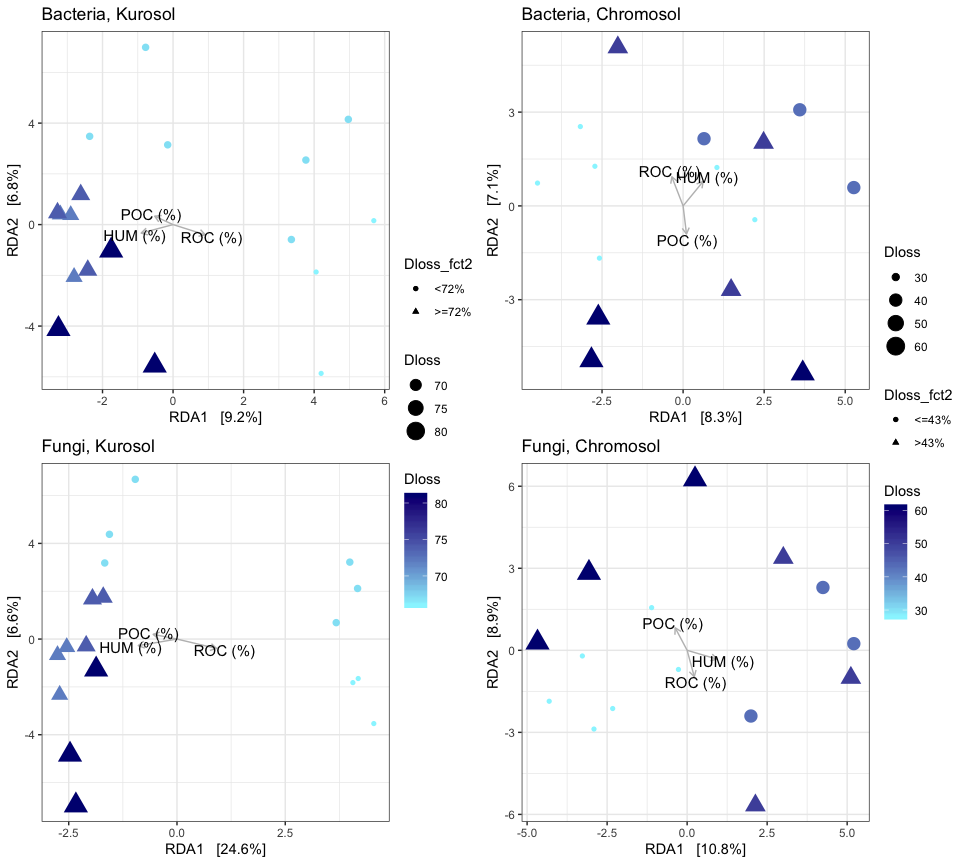 Bacteria, Kurosol
4
0
-4
RDA2   [6.8%]
POC (%)
HUM (%)
ROC (%)
-2
0
2
4
6
RDA1   [9.2%]
Dloss_fct2
<72%
>=72%
Dloss
70
75
80
Bacteria, Chromosol
3
0
-3
RDA2   [7.1%]
ROC (%)
HUM (%)
POC (%)
-2.5
0.0
2.5
5.0
RDA1   [8.3%]
Dloss
30
40
50
60
Dloss_fct2
<=43%
>43%
Fungi, Kurosol
4
0
-4
RDA2   [6.6%]
POC (%)
HUM (%)
ROC (%)
-2.5
0.0
2.5
RDA1   [24.6%]
Dloss
80
75
70
Fungi, Chromosol
6
3
0
-3
-6
RDA2   [8.9%]
POC (%)
HUM (%)
ROC (%)
-5.0
-2.5
0.0
2.5
5.0
RDA1   [10.8%]
Dloss
60
50
40
30